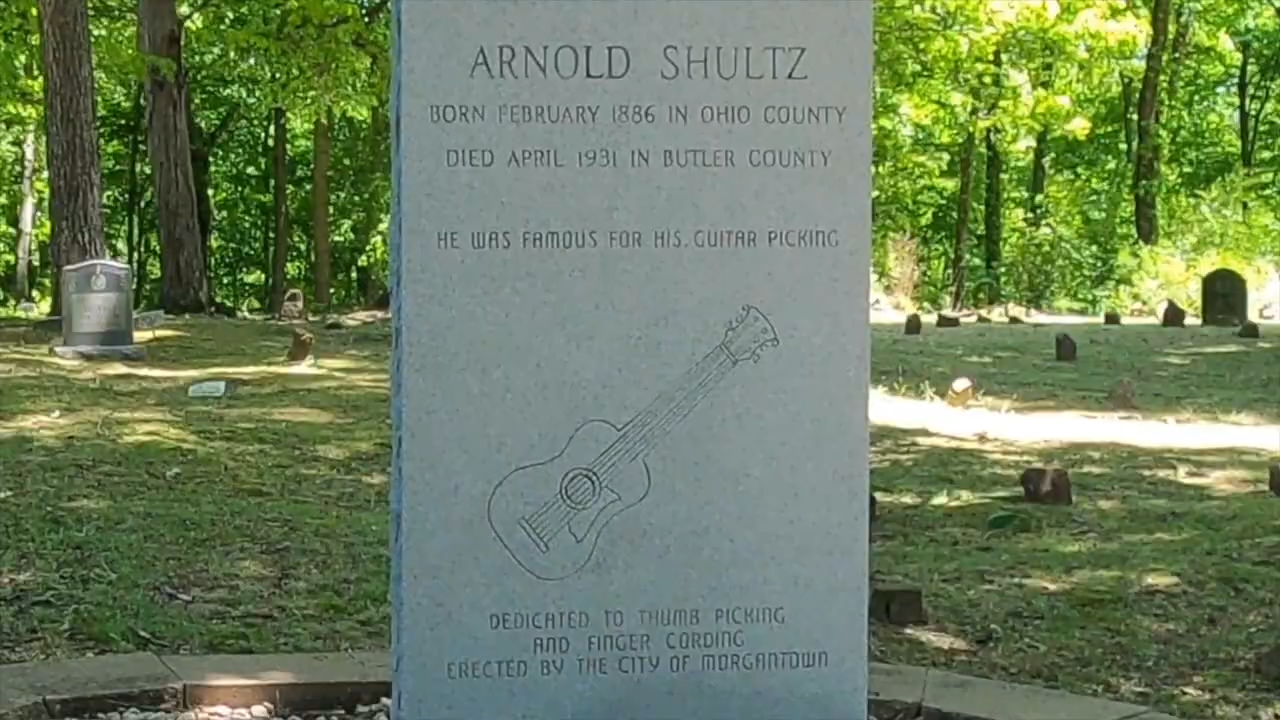 ARNOLD SHULTZ
BORN FEBRUARY 1886 IN OHIO COUNTY
DIED APRIL 1931 IN BUTLER COUNTY
HE WAS FAMOUS FOR HIS GUITAR PICKING
DEDICATED TO THUMB PICKING
AND FINGER CORDING
ERECTED BY THE CITY OF MORGANTOWN